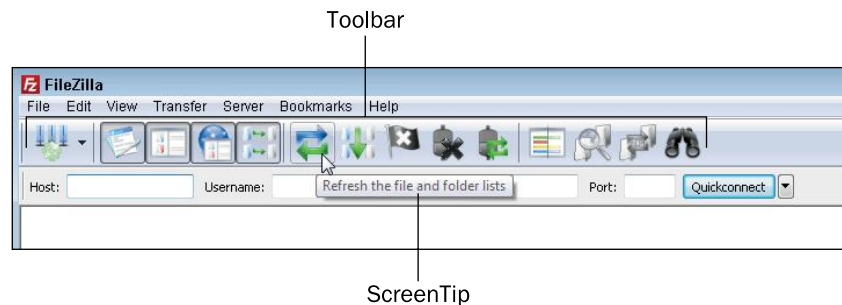 Toolbar
Fz FileZilla
File Edit View Transfer Server Bookmarks Help
Host: Username: Refresh the file and folder lists Port: Quickconnect
ScreenTip